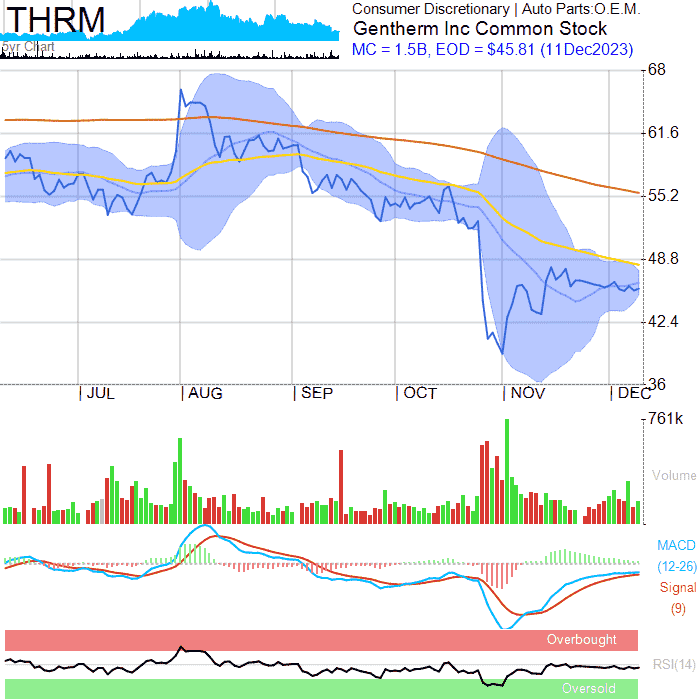 THRM
5yr Chart
Consumer Discretionary | Auto Parts:O.E.M.
Gentherm Inc Common Stock
MC = 1.5B, EOD = $45.81 (11Dec2023)
68
61.6
55.2
48.8
42.4
36
JUL
AUG
SEP
OCT
NOV
DEC
761k
Volume
MACD
(12-26)
Signal
(9)
Overbought
RSI(14)
Oversold